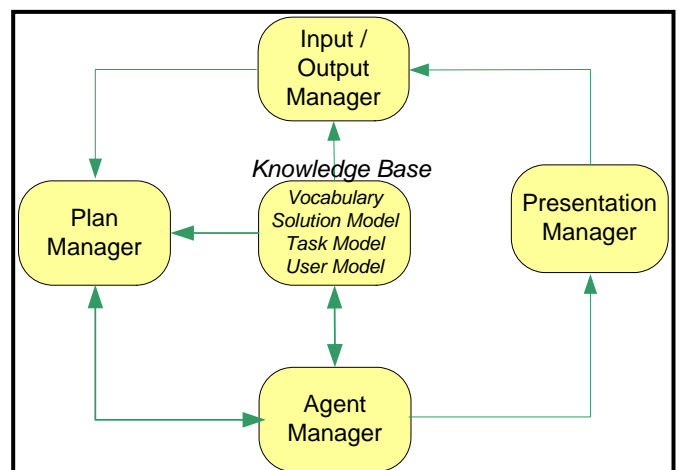 Input /
Output
Manager
Knowledge Base
Vocabulary
Solution Model
Task Model
User Model
Plan
Manager
Presentation
Manager
Agent
Manager